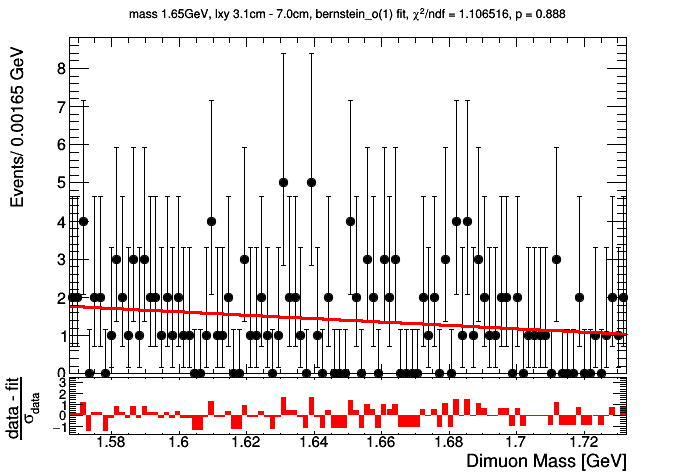 mass 1.65GeV, lxy 3.1cm - 7.0cm, bernstein_o(1) fit, χ²/ndf = 1.106516, p = 0.888
Events/ 0.00165 GeV
8
7
6
5
4
3
2
1
0
data - fit
σdata
3
2
1
0
−1
1.58 1.6 1.62 1.64 1.66 1.68 1.7 1.72
Dimuon Mass [GeV]